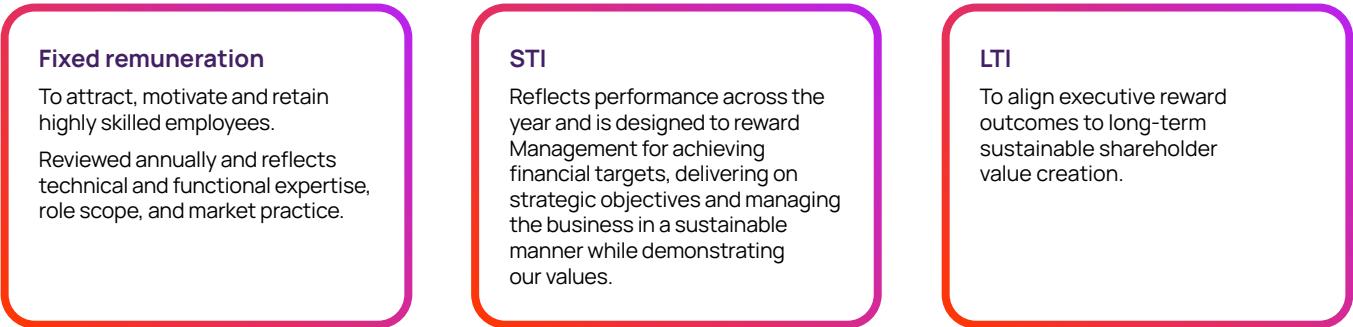 Fixed remuneration
To attract, motivate and retain
highly skilled employees.
Reviewed annually and reflects
technical and functional expertise,
role scope, and market practice.
STI
Reflects performance across the
year and is designed to reward
Management for achieving
financial targets, delivering on
strategic objectives and managing
the business in a sustainable
manner while demonstrating
our values.
LTI
To align executive reward
outcomes to long-term
sustainable shareholder
value creation.